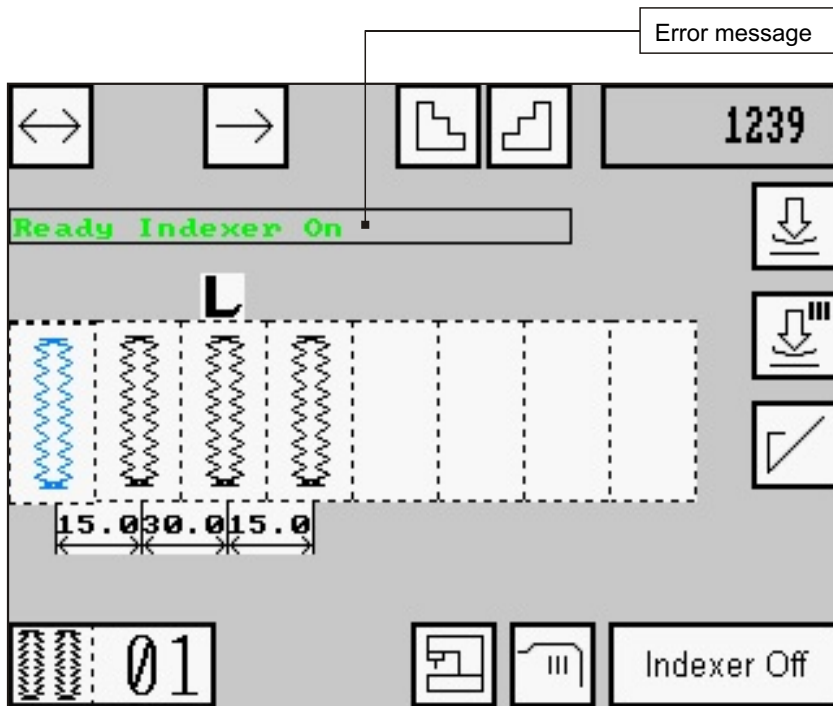 Error message
1239
Ready Indexer On
L
15.0 30.0 15.0
01
Indexer Off